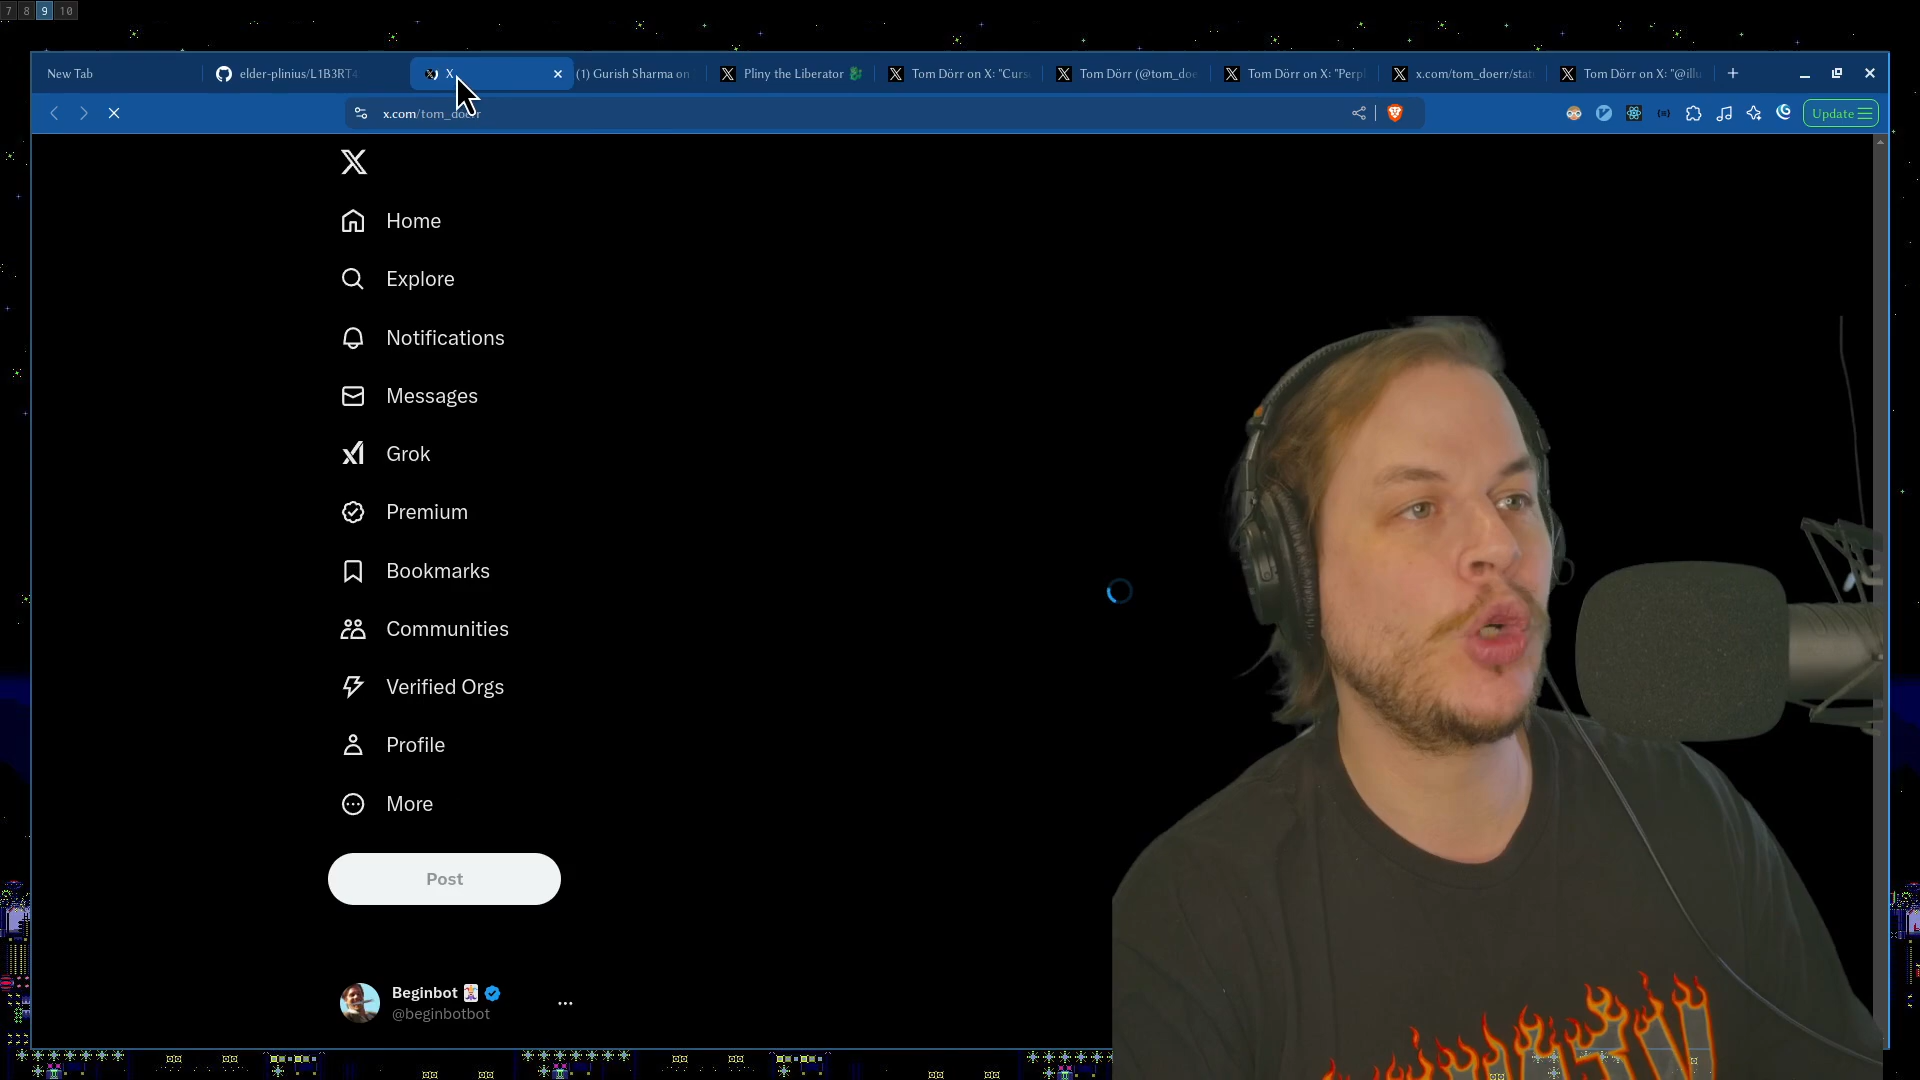 7 8 9 10
New Tab
elder-plinius/L1B3RT4
X
(1) Gurish Sharma on
Pliny the Liberator 🐉
Tom Dörr on X: "Curs
Tom Dörr (@tom_doe
Tom Dörr on X: "Perpl
x.com/tom_doerr/stat
Tom Dörr on X: "@illu
x.com/tom_doerr
Update
Home
Explore
Notifications
Messages
Grok
Premium
Bookmarks
Communities
Verified Orgs
Profile
More
Post
Beginbot 🃏
@beginbotbot